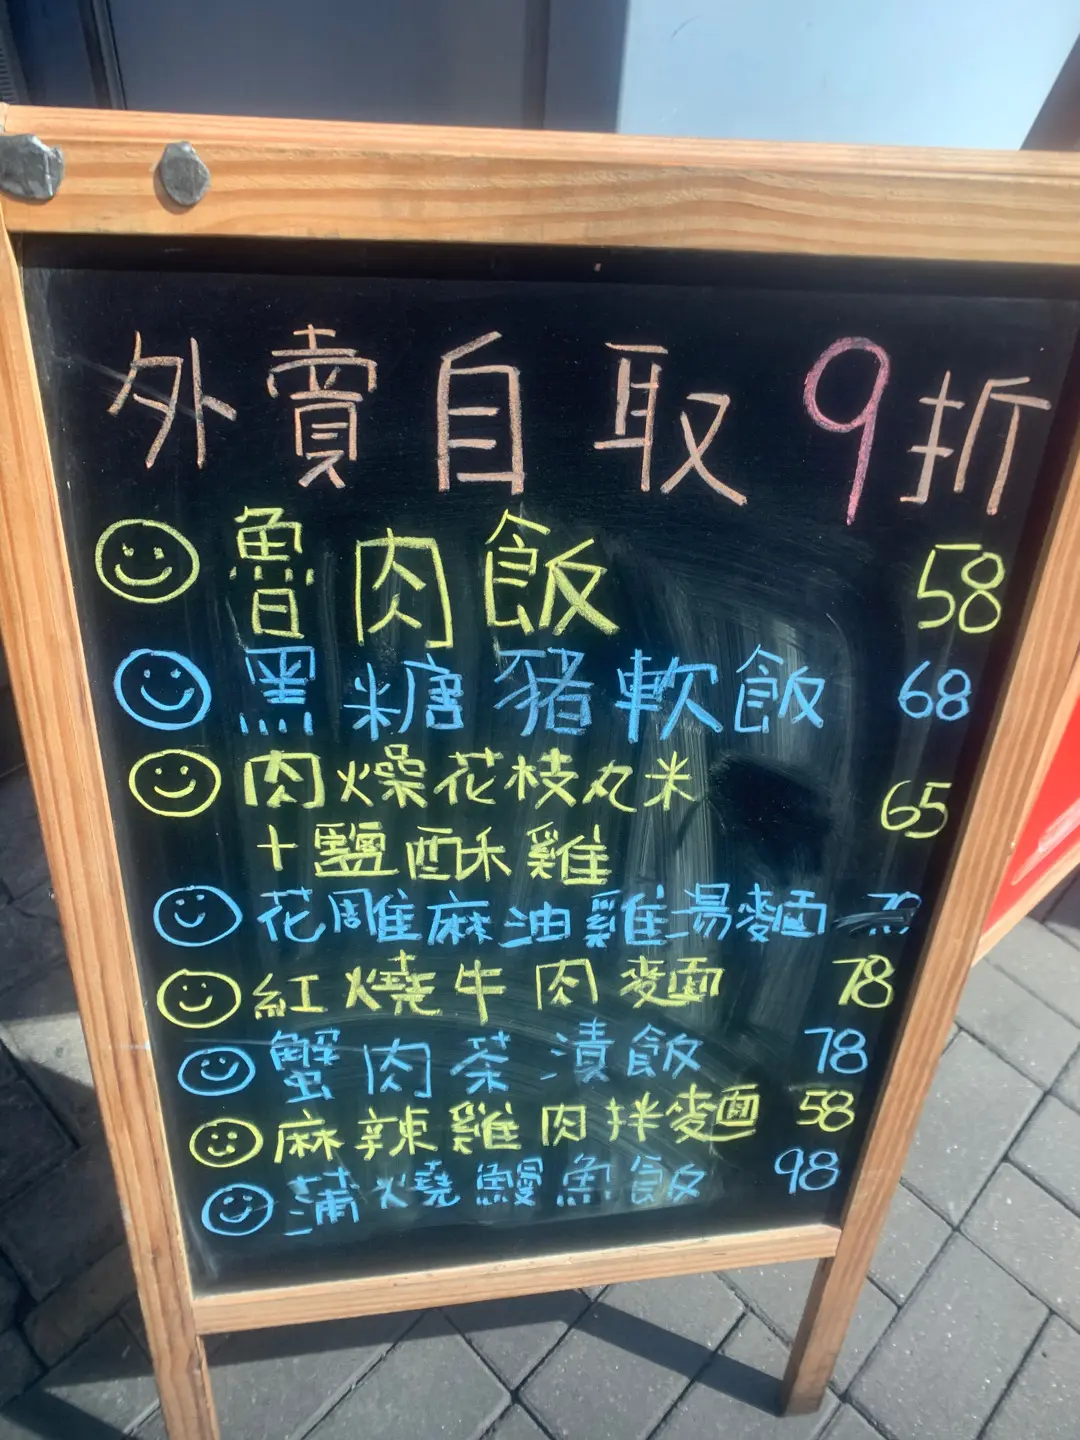 外賣自取9折
魯肉飯 58
黑糖豬軟飯 68
肉燥花枝丸米 65
+鹽酥雞
花雕麻油雞湯麵
紅燒牛肉麵 78
蟹肉茶漬飯 78
麻辣雞肉拌麵 58
蒲燒鰻魚飯 98